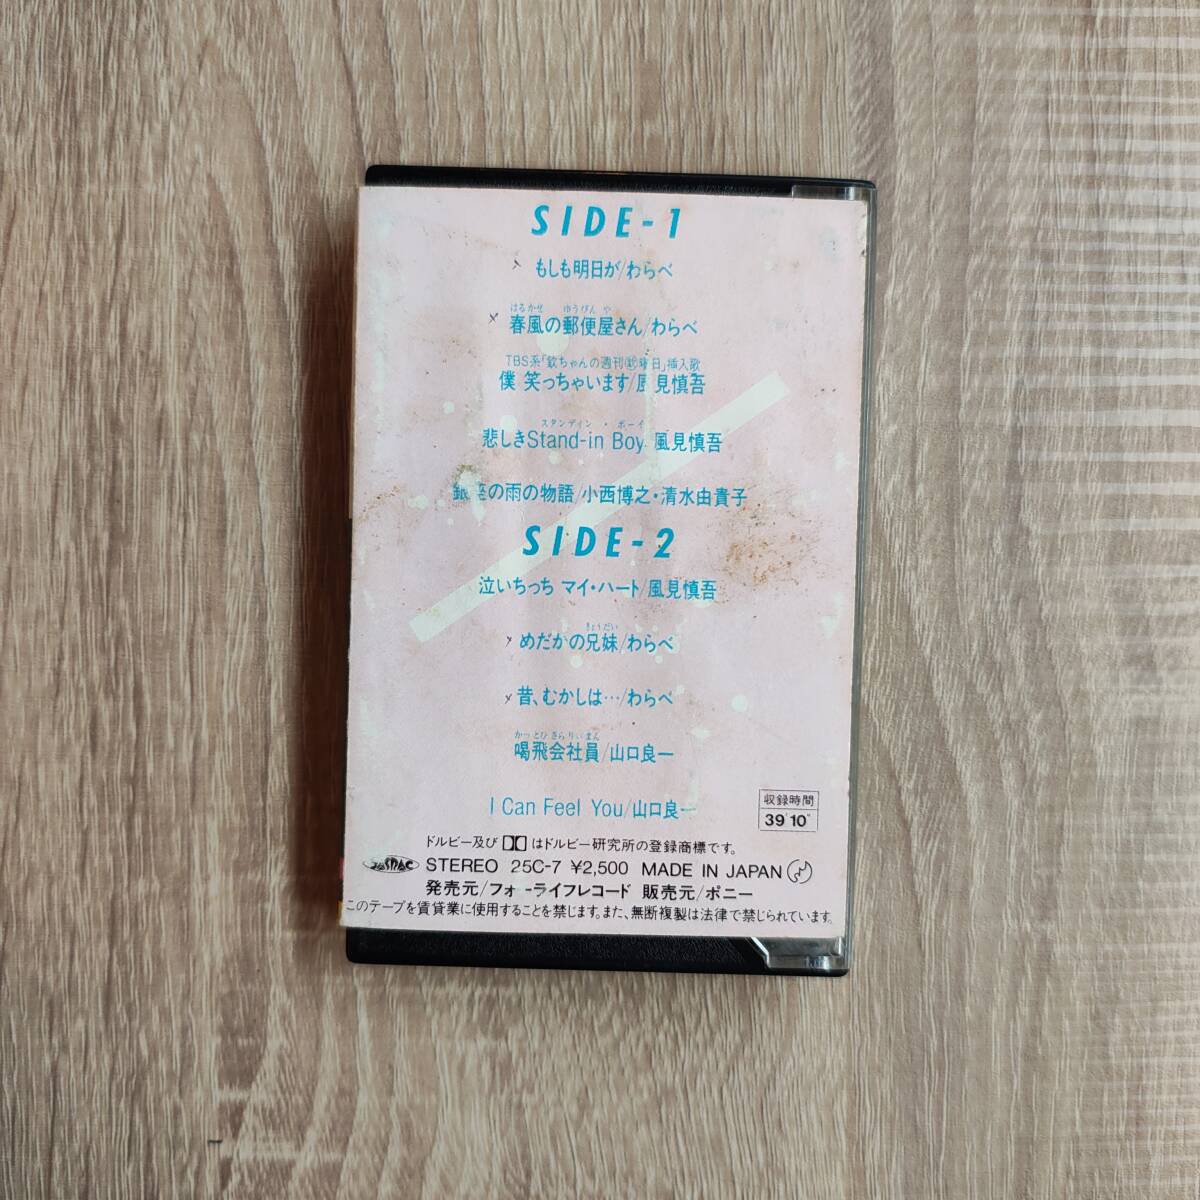 SIDE-1
もしも明日が/わらべ
はるかぜ ゆうびん や
春風の郵便屋さん/わらべ
TBS系「欽ちゃんの週刊欽曜日」挿入歌
僕 笑っちゃいます/風見慎吾
スタンディン・ボーイ
悲しきStand-in Boy/風見慎吾
銀座の雨の物語/小西博之・清水由貴子
SIDE-2
泣いちっち マイ・ハート/風見慎吾
きょうだい
めだかの兄妹/わらべ
昔、むかしは…/わらべ
かっとびさらりいまん
喝飛会社員/山口良一
I Can Feel You/山口良一
収録時間
39'10"
ドルビー及び はドルビー研究所の登録商標です。
JASRAC STEREO 25C-7 ¥2,500 MADE IN JAPAN
発売元/フォーライフレコード 販売元/ポニー
このテープを賃貸業に使用することを禁じます。また、無断複製は法律で禁じられています。